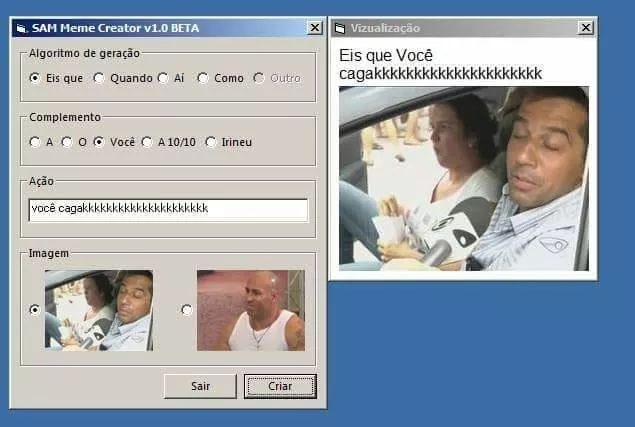 SAM Meme Creator v1.0 BETA
Algoritmo de geração
Eis que Quando Aí Como Outro
Complemento
A O Você A 10/10 Irineu
Ação
você cagakkkkkkkkkkkkkkkkkkkkk
Imagem
Sair Criar
Vizualização
Eis que Você
cagakkkkkkkkkkkkkkkkkkkkk